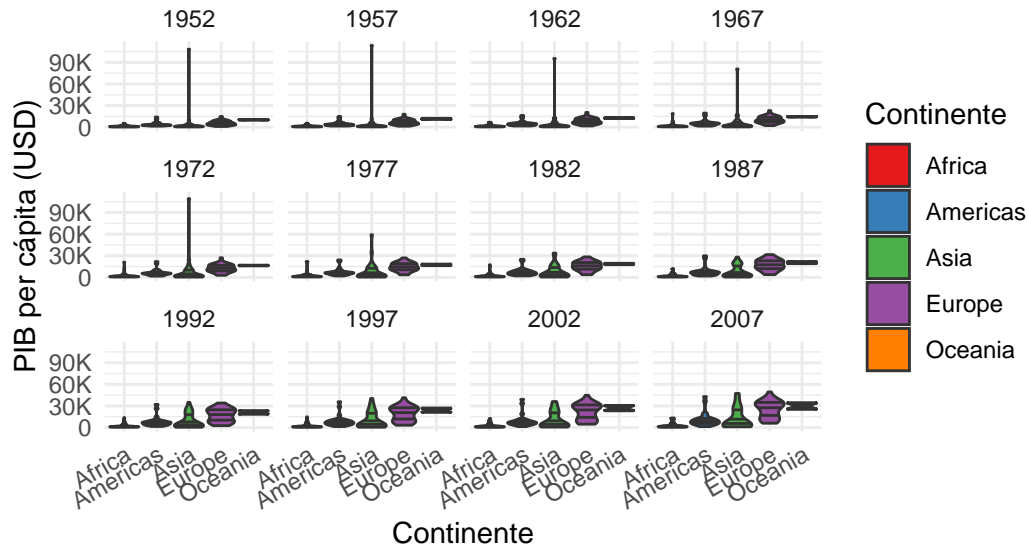 1952 1957 1962 1967
90K
60K
30K
0
1972 1977 1982 1987
90K
60K
30K
0
1992 1997 2002 2007
90K
60K
30K
0
Africa Americas Asia Europe Oceania Africa Americas Asia Europe Oceania Africa Americas Asia Europe Oceania Africa Americas Asia Europe Oceania
Continente
PIB per cápita (USD)
Continente
Africa
Americas
Asia
Europe
Oceania